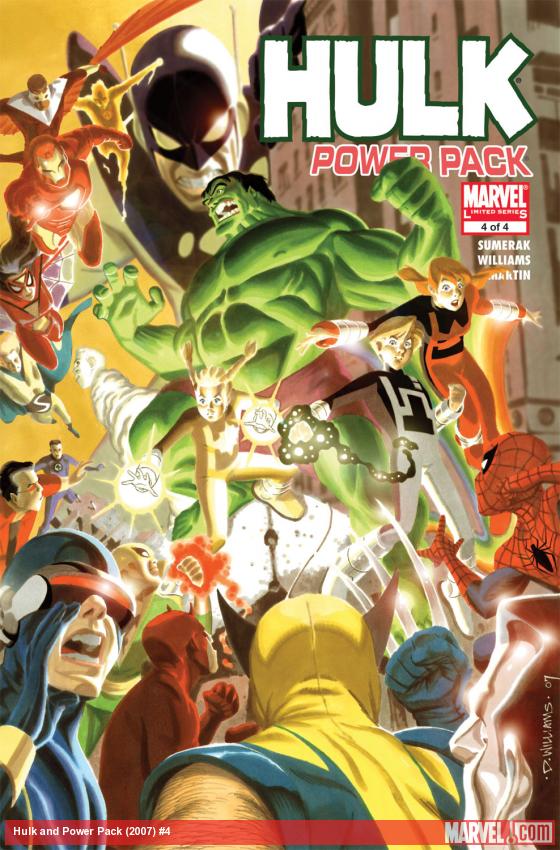 HULK
POWER PACK
MARVEL®
LIMITED SERIES
4 of 4
SUMERAK
WILLIAMS
MARTIN
S
D. WILLIAMS · 07
Hulk and Power Pack (2007) #4
MARVEL.com